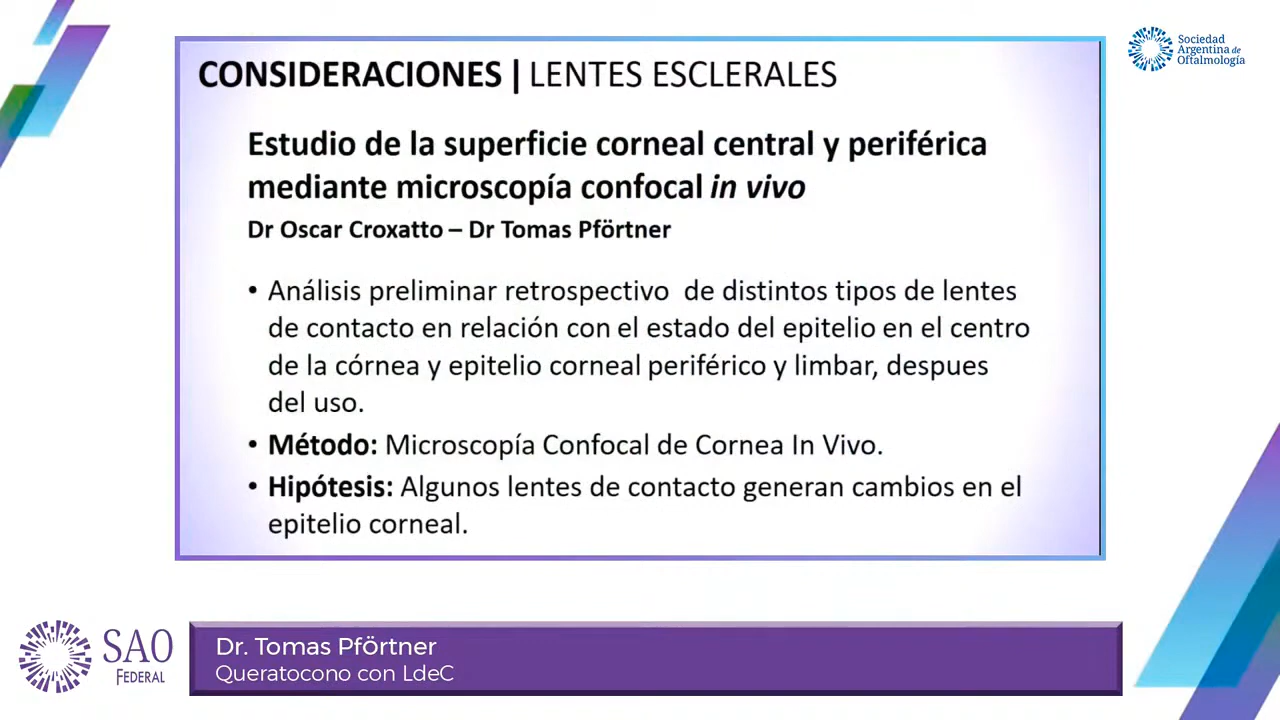 Sociedad
Argentina de
Oftalmología
CONSIDERACIONES | LENTES ESCLERALES
Estudio de la superficie corneal central y periférica
mediante microscopía confocal in vivo
Dr Oscar Croxatto – Dr Tomas Pförtner
• Análisis preliminar retrospectivo de distintos tipos de lentes
de contacto en relación con el estado del epitelio en el centro
de la córnea y epitelio corneal periférico y limbar, despues
del uso.
• Método: Microscopía Confocal de Cornea In Vivo.
• Hipótesis: Algunos lentes de contacto generan cambios en el
epitelio corneal.
SAO
FEDERAL
Dr. Tomas Pförtner
Queratocono con LdeC